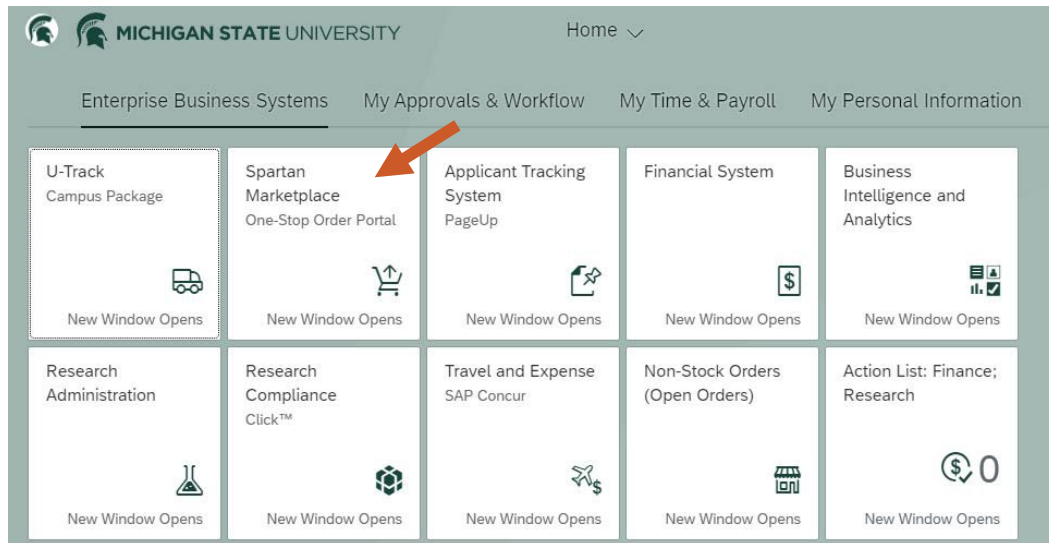 MICHIGAN STATE UNIVERSITY
Home
Enterprise Business Systems
My Approvals & Workflow
My Time & Payroll
My Personal Information
U-Track
Campus Package
New Window Opens
Spartan
Marketplace
One-Stop Order Portal
New Window Opens
Applicant Tracking
System
PageUp
New Window Opens
Financial System
$
New Window Opens
Business
Intelligence and
Analytics
New Window Opens
Research
Administration
New Window Opens
Research
Compliance
Click™
New Window Opens
Travel and Expense
SAP Concur
$
New Window Opens
Non-Stock Orders
(Open Orders)
New Window Opens
Action List: Finance;
Research
$ 0
New Window Opens